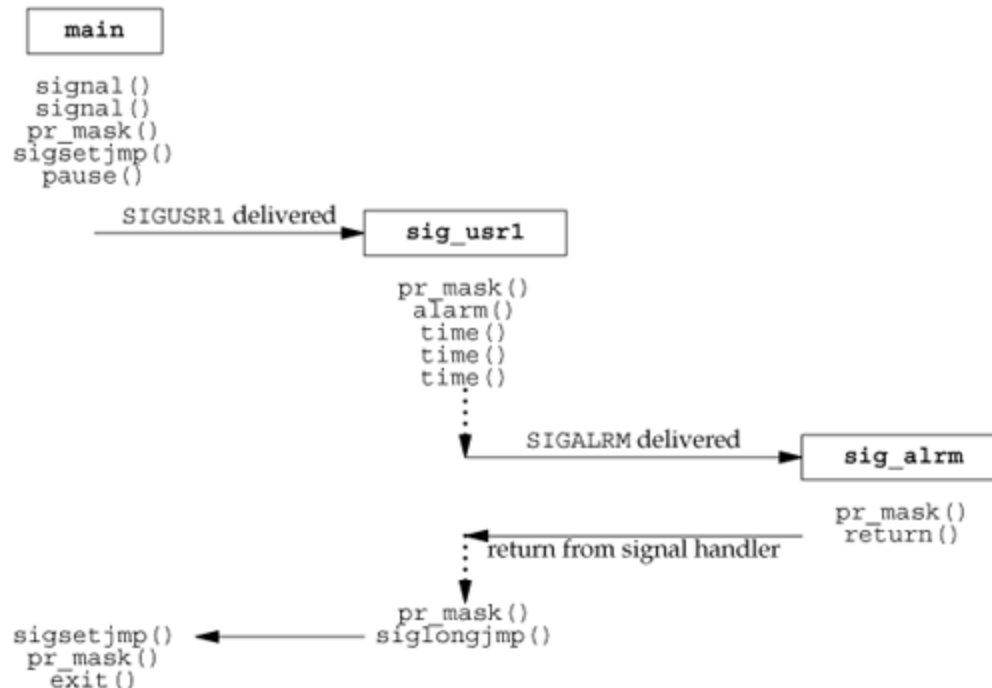 main
signal()
signal()
pr_mask()
sigsetjmp()
pause()
SIGUSR1 delivered
sig_usr1
pr_mask()
alarm()
time()
time()
time()
SIGALRM delivered
sig_alrm
pr_mask()
return()
return from signal handler
pr_mask()
siglongjmp()
sigsetjmp()
pr_mask()
exit()